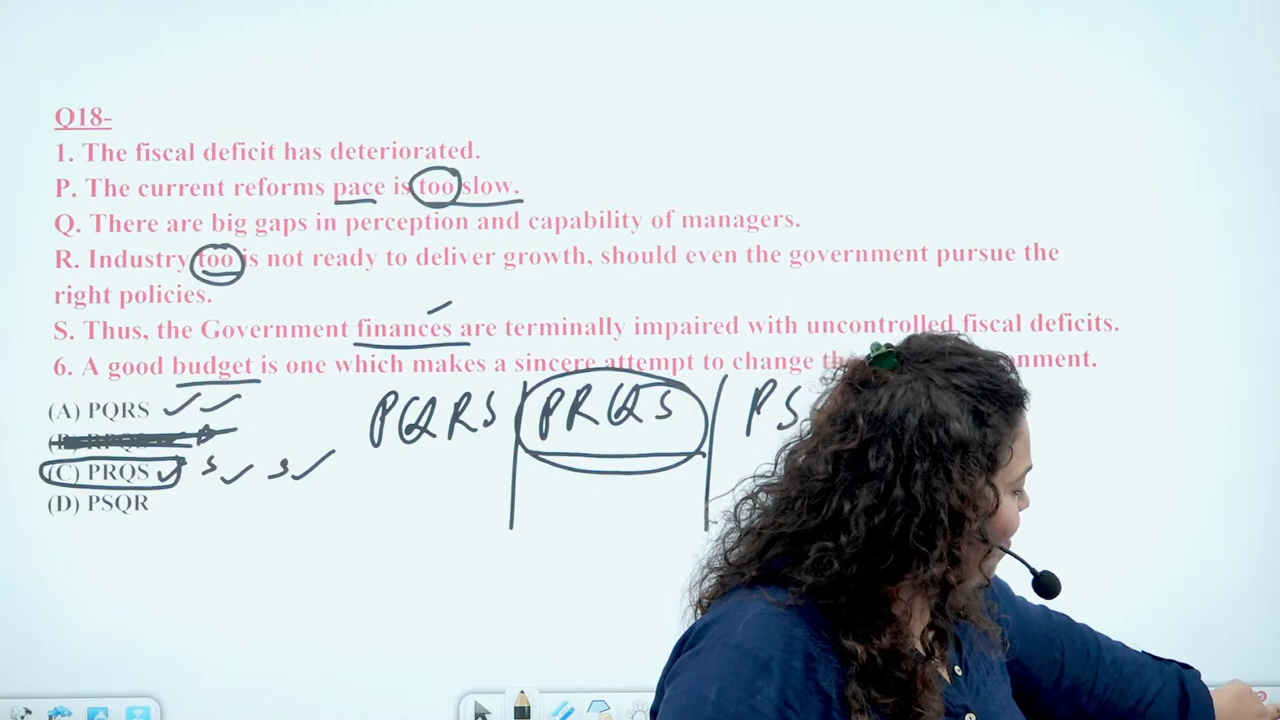 Q18-
1. The fiscal deficit has deteriorated.
P. The current reforms pace is too slow.
Q. There are big gaps in perception and capability of managers.
R. Industry too is not ready to deliver growth, should even the government pursue the
right policies.
S. Thus, the Government finances are terminally impaired with uncontrolled fiscal deficits.
6. A good budget is one which makes a sincere attempt to change
(A) PQRS
(C) PRQS S S
(D) PSQR
PQRS PRQS PS